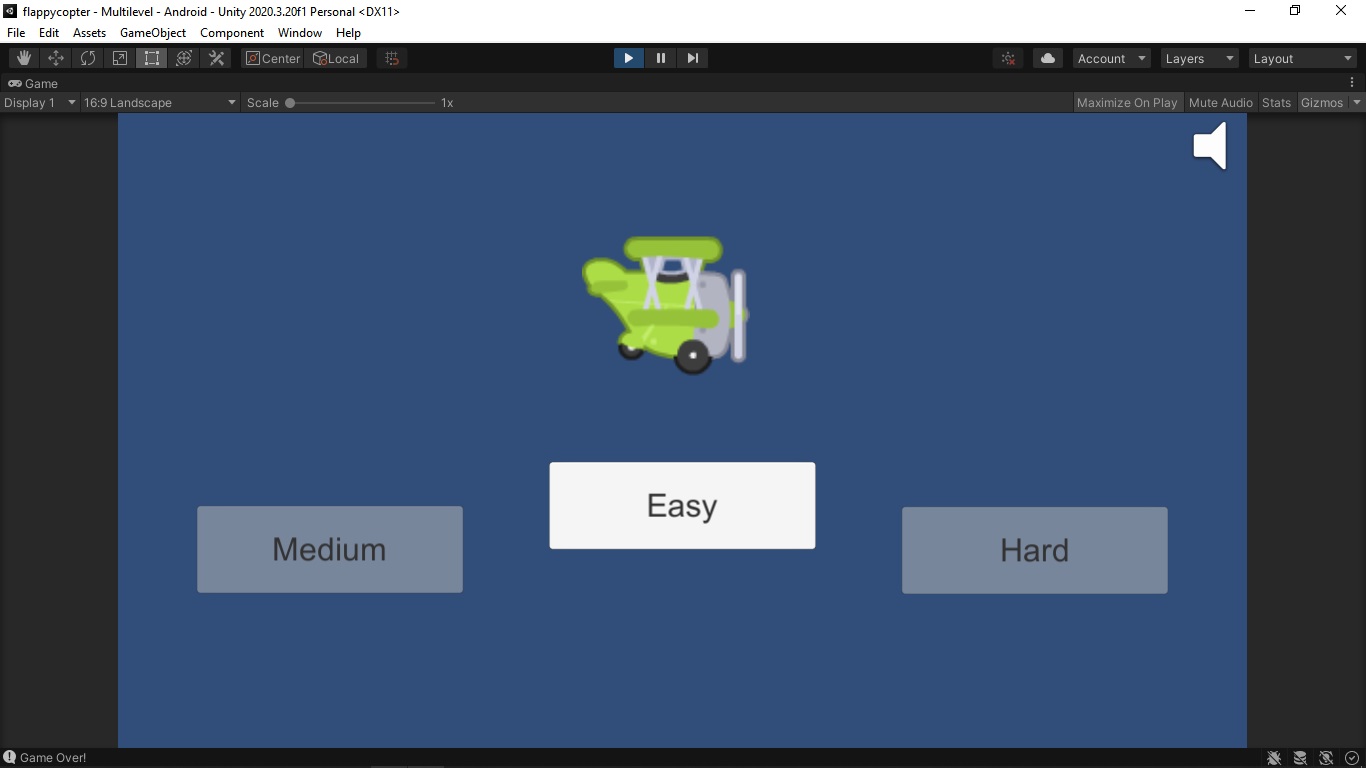 flappycopter - Multilevel - Android - Unity 2020.3.20f1 Personal <DX11>
File Edit Assets GameObject Component Window Help
Center Local Account Layers Layout
Game
Display 1 16:9 Landscape Scale 1x Maximize On Play Mute Audio Stats Gizmos
Easy
Medium Hard
Game Over!